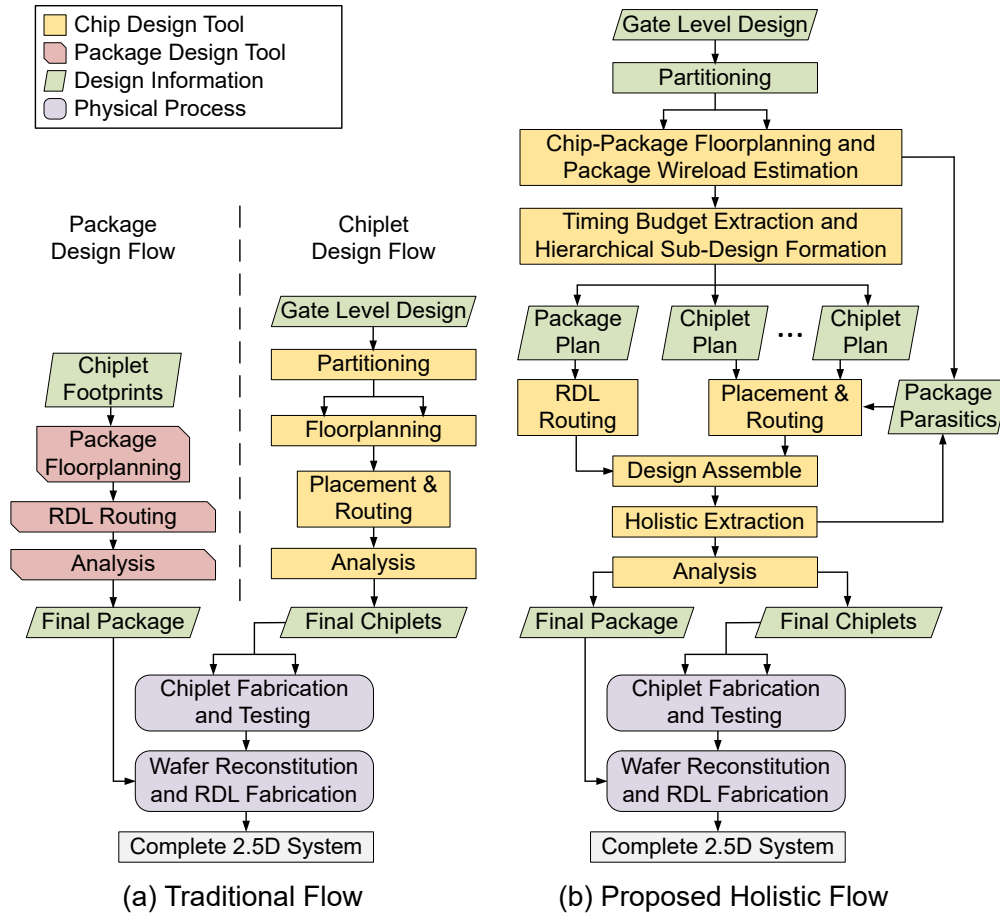 Chip Design Tool
Package Design Tool
Design Information
Physical Process
Package
Design Flow
Chiplet
Design Flow
Gate Level Design
Partitioning
Chiplet
Footprints
Floorplanning
Package
Floorplanning
Placement &
Routing
RDL Routing
Analysis
Analysis
Final Package
Final Chiplets
Chiplet Fabrication
and Testing
Wafer Reconstitution
and RDL Fabrication
Complete 2.5D System
(a) Traditional Flow
Gate Level Design
Partitioning
Chip-Package Floorplanning and
Package Wireload Estimation
Timing Budget Extraction and
Hierarchical Sub-Design Formation
Package
Plan
Chiplet
Plan
...
Chiplet
Plan
RDL
Routing
Placement &
Routing
Package
Parasitics
Design Assemble
Holistic Extraction
Analysis
Final Package
Final Chiplets
Chiplet Fabrication
and Testing
Wafer Reconstitution
and RDL Fabrication
Complete 2.5D System
(b) Proposed Holistic Flow